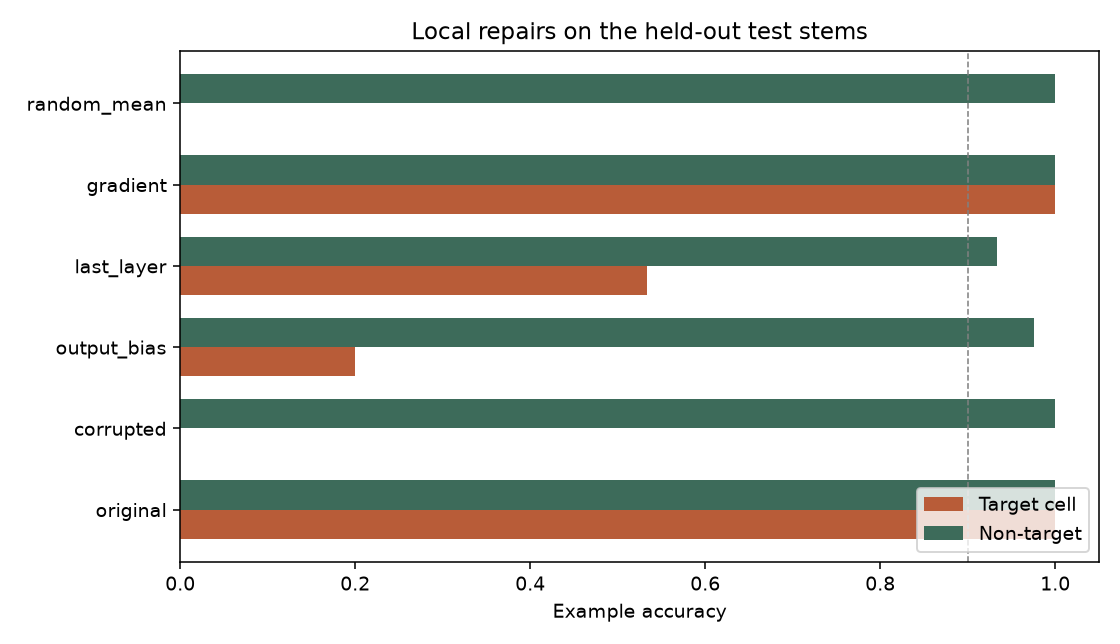 Local repairs on the held-out test stems
random_mean
gradient
last_layer
output_bias
corrupted
original
Target cell
Non-target
0.0 0.2 0.4 0.6 0.8 1.0
Example accuracy